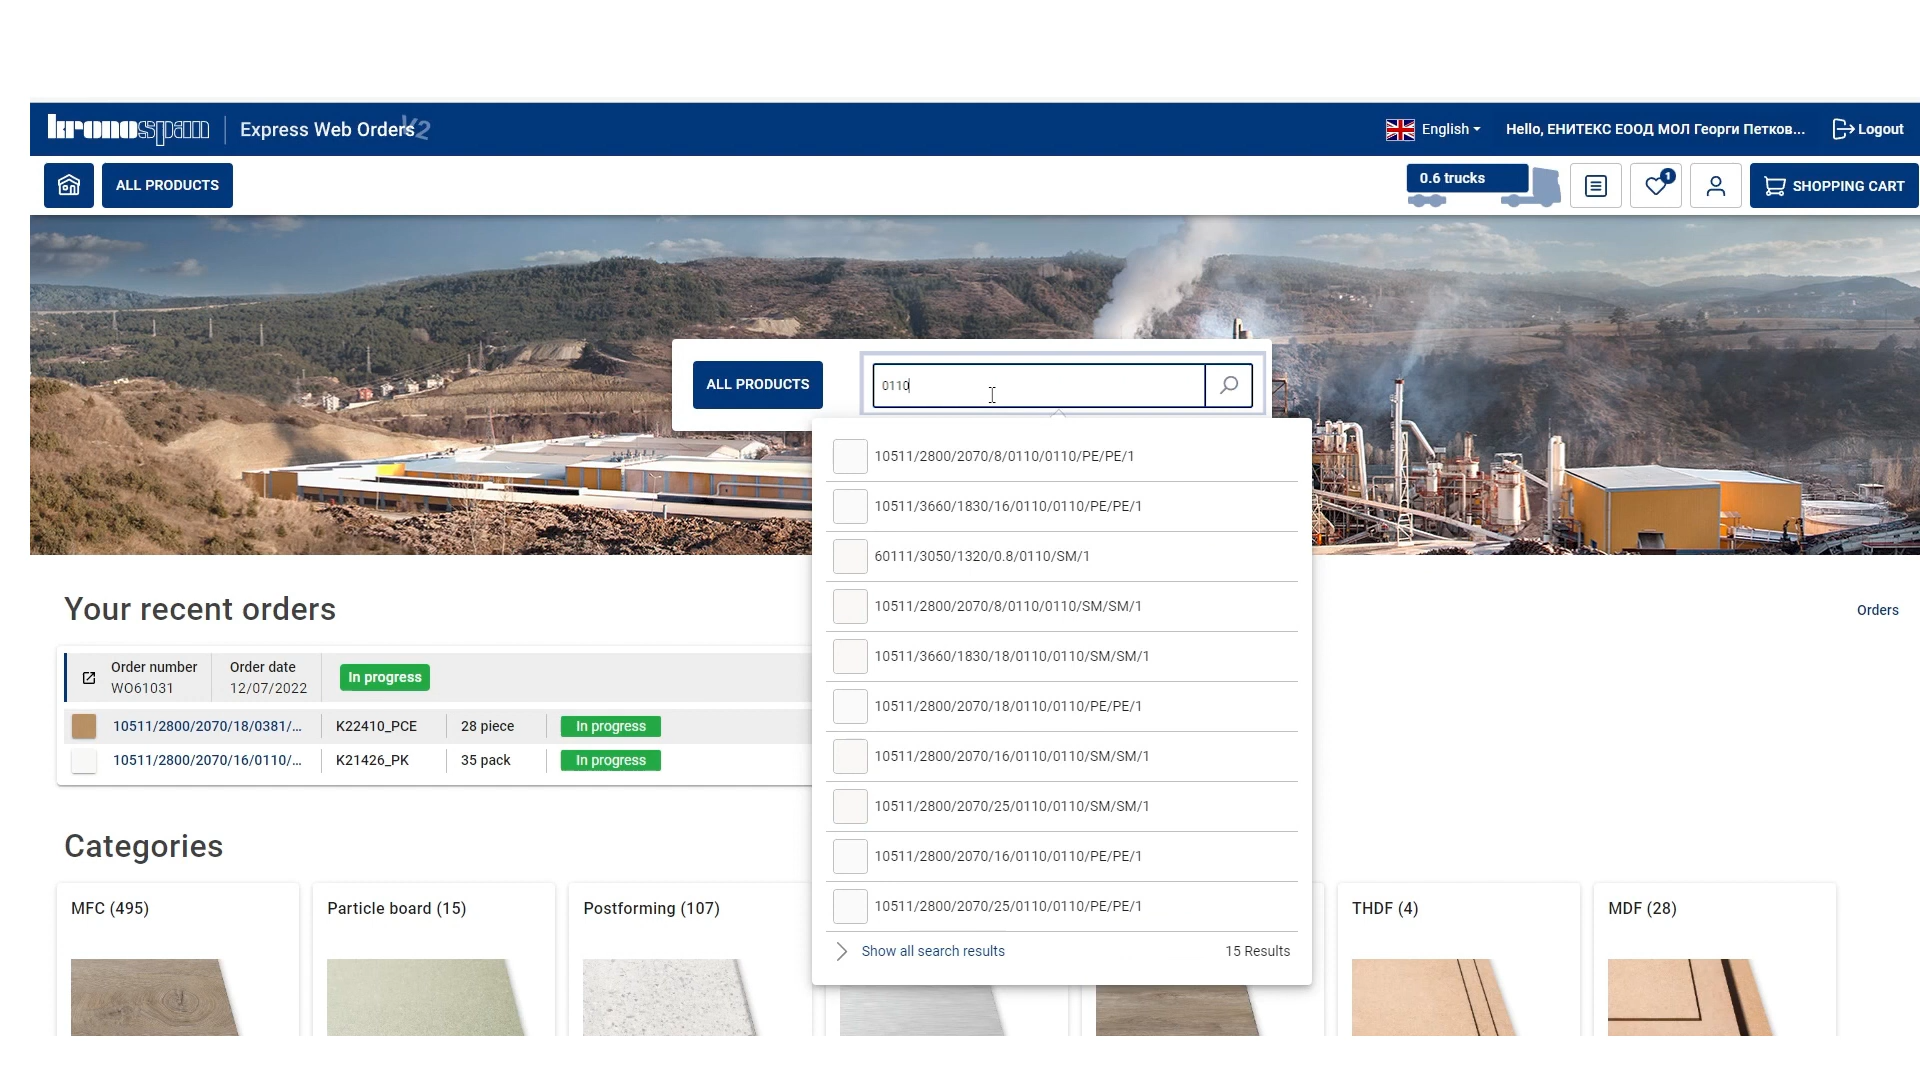 kronospan Express Web Orders V2
English Hello, ЕНИТЕКС ЕООД МОЛ Георги Петков... Logout
ALL PRODUCTS
0.6 trucks
1
SHOPPING CART
ALL PRODUCTS
0110
10511/2800/2070/8/0110/0110/PE/PE/1
10511/3660/1830/16/0110/0110/PE/PE/1
60111/3050/1320/0.8/0110/SM/1
10511/2800/2070/8/0110/0110/SM/SM/1
10511/3660/1830/18/0110/0110/SM/SM/1
10511/2800/2070/18/0110/0110/PE/PE/1
10511/2800/2070/16/0110/0110/SM/SM/1
10511/2800/2070/25/0110/0110/SM/SM/1
10511/2800/2070/16/0110/0110/PE/PE/1
10511/2800/2070/25/0110/0110/PE/PE/1
Show all search results 15 Results
Your recent orders
Orders
Order number Order date
WO61031 12/07/2022
In progress
10511/2800/2070/18/0381/... K22410_PCE 28 piece In progress
10511/2800/2070/16/0110/... K21426_PK 35 pack In progress
Categories
MFC (495) Particle board (15) Postforming (107) THDF (4) MDF (28)